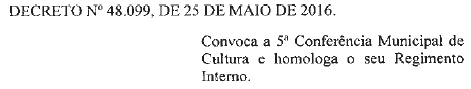 DECRETO Nº 48.099, DE 25 DE MAIO DE 2016.
Convoca a 5ª Conferência Municipal de
Cultura e homologa o seu Regimento
Interno.